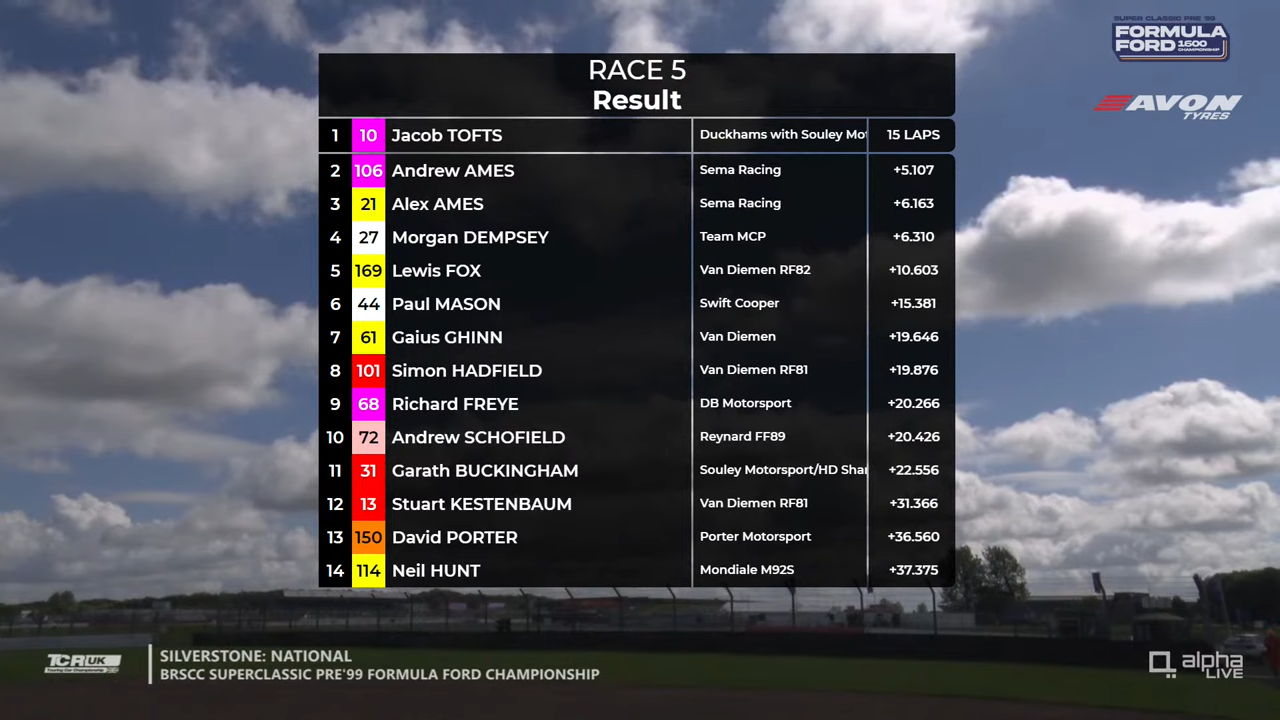 SUPER CLASSIC PRE '99
FORMULA
FORD 1600
CHAMPIONSHIP
AVON
TYRES
RACE 5
Result
1 10 Jacob TOFTS Duckhams with Souley Mot 15 LAPS
2 106 Andrew AMES Sema Racing +5.107
3 21 Alex AMES Sema Racing +6.163
4 27 Morgan DEMPSEY Team MCP +6.310
5 169 Lewis FOX Van Diemen RF82 +10.603
6 44 Paul MASON Swift Cooper +15.381
7 61 Gaius GHINN Van Diemen +19.646
8 101 Simon HADFIELD Van Diemen RF81 +19.876
9 68 Richard FREYE DB Motorsport +20.266
10 72 Andrew SCHOFIELD Reynard FF89 +20.426
11 31 Garath BUCKINGHAM Souley Motorsport/HD Shar +22.556
12 13 Stuart KESTENBAUM Van Diemen RF81 +31.366
13 150 David PORTER Porter Motorsport +36.560
14 114 Neil HUNT Mondiale M92S +37.375
TCR UK
Touring Car Championship
SILVERSTONE: NATIONAL
BRSCC SUPERCLASSIC PRE'99 FORMULA FORD CHAMPIONSHIP
alpha
LIVE